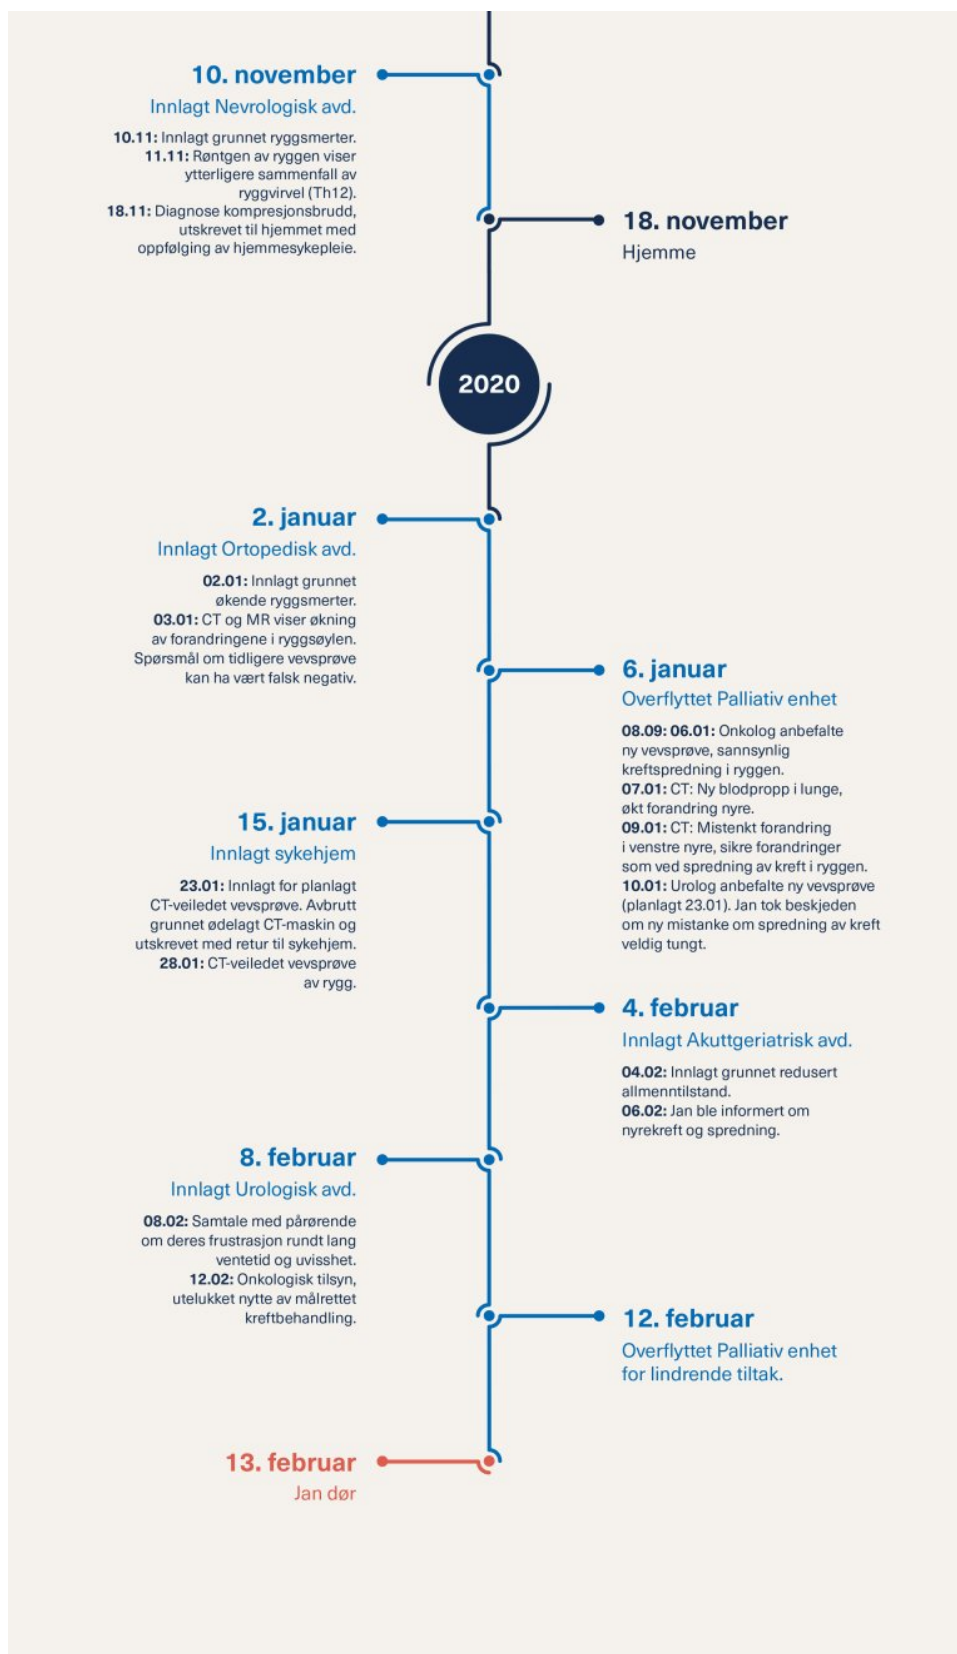 10. november
Innlagt Nevrologisk avd.
10.11: Innlagt grunnet ryggsmerter.
11.11: Røntgen av ryggen viser
ytterligere sammenfall av
ryggvirvel (Th12).
18.11: Diagnose kompresjonsbrudd,
utskrevet til hjemmet med
oppfølging av hjemmesykepleie.
18. november
Hjemme
2020
2. januar
Innlagt Ortopedisk avd.
02.01: Innlagt grunnet
økende ryggsmerter.
03.01: CT og MR viser økning
av forandringene i ryggsøylen.
Spørsmål om tidligere vevsprøve
kan ha vært falsk negativ.
6. januar
Overflyttet Palliativ enhet
08.09: 06.01: Onkolog anbefalte
ny vevsprøve, sannsynlig
kreftspredning i ryggen.
07.01: CT: Ny blodpropp i lunge,
økt forandring nyre.
09.01: CT: Mistenkt forandring
i venstre nyre, sikre forandringer
som ved spredning av kreft i ryggen.
10.01: Urolog anbefalte ny vevsprøve
(planlagt 23.01). Jan tok beskjeden
om ny mistanke om spredning av kreft
veldig tungt.
15. januar
Innlagt sykehjem
23.01: Innlagt for planlagt
CT-veiledet vevsprøve. Avbrutt
grunnet ødelagt CT-maskin og
utskrevet med retur til sykehjem.
28.01: CT-veiledet vevsprøve
av rygg.
4. februar
Innlagt Akuttgeriatrisk avd.
04.02: Innlagt grunnet redusert
allmenntilstand.
06.02: Jan ble informert om
nyrekreft og spredning.
8. februar
Innlagt Urologisk avd.
08.02: Samtale med pårørende
om deres frustrasjon rundt lang
ventetid og uvisshet.
12.02: Onkologisk tilsyn,
utelukket nytte av målrettet
kreftbehandling.
12. februar
Overflyttet Palliativ enhet
for lindrende tiltak.
13. februar
Jan dør